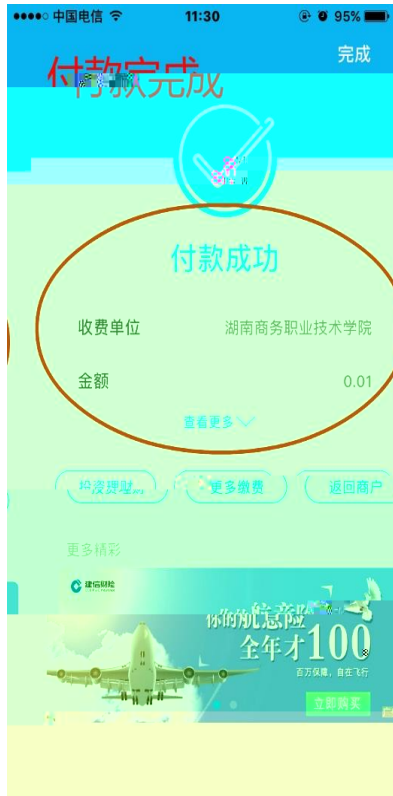 中国电信 11:30 95%
完成
付款完成
付款成功
收费单位 湖南商务职业技术学院
金额 0.01
查看更多
更多缴费 返回商户
更多精彩
建信财险
你的航意险
全年才100
百万保障，自在飞行
立即购买